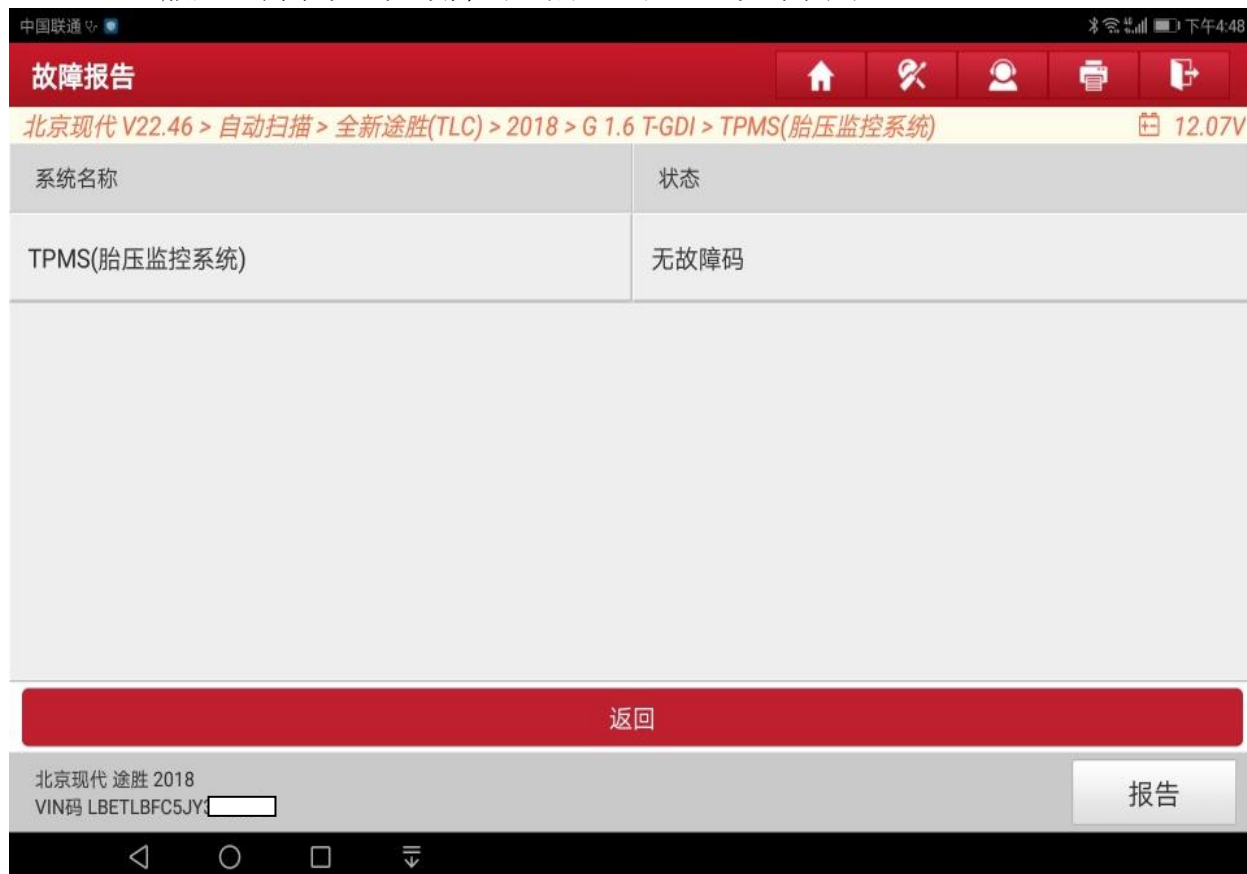 中国联通
下午4:48
故障报告
北京现代 V22.46 > 自动扫描 > 全新途胜(TLC) > 2018 > G 1.6 T-GDI > TPMS(胎压监控系统) 12.07V
系统名称 状态
TPMS(胎压监控系统) 无故障码
返回
北京现代 途胜 2018
VIN码 LBETLBFC5JY
报告